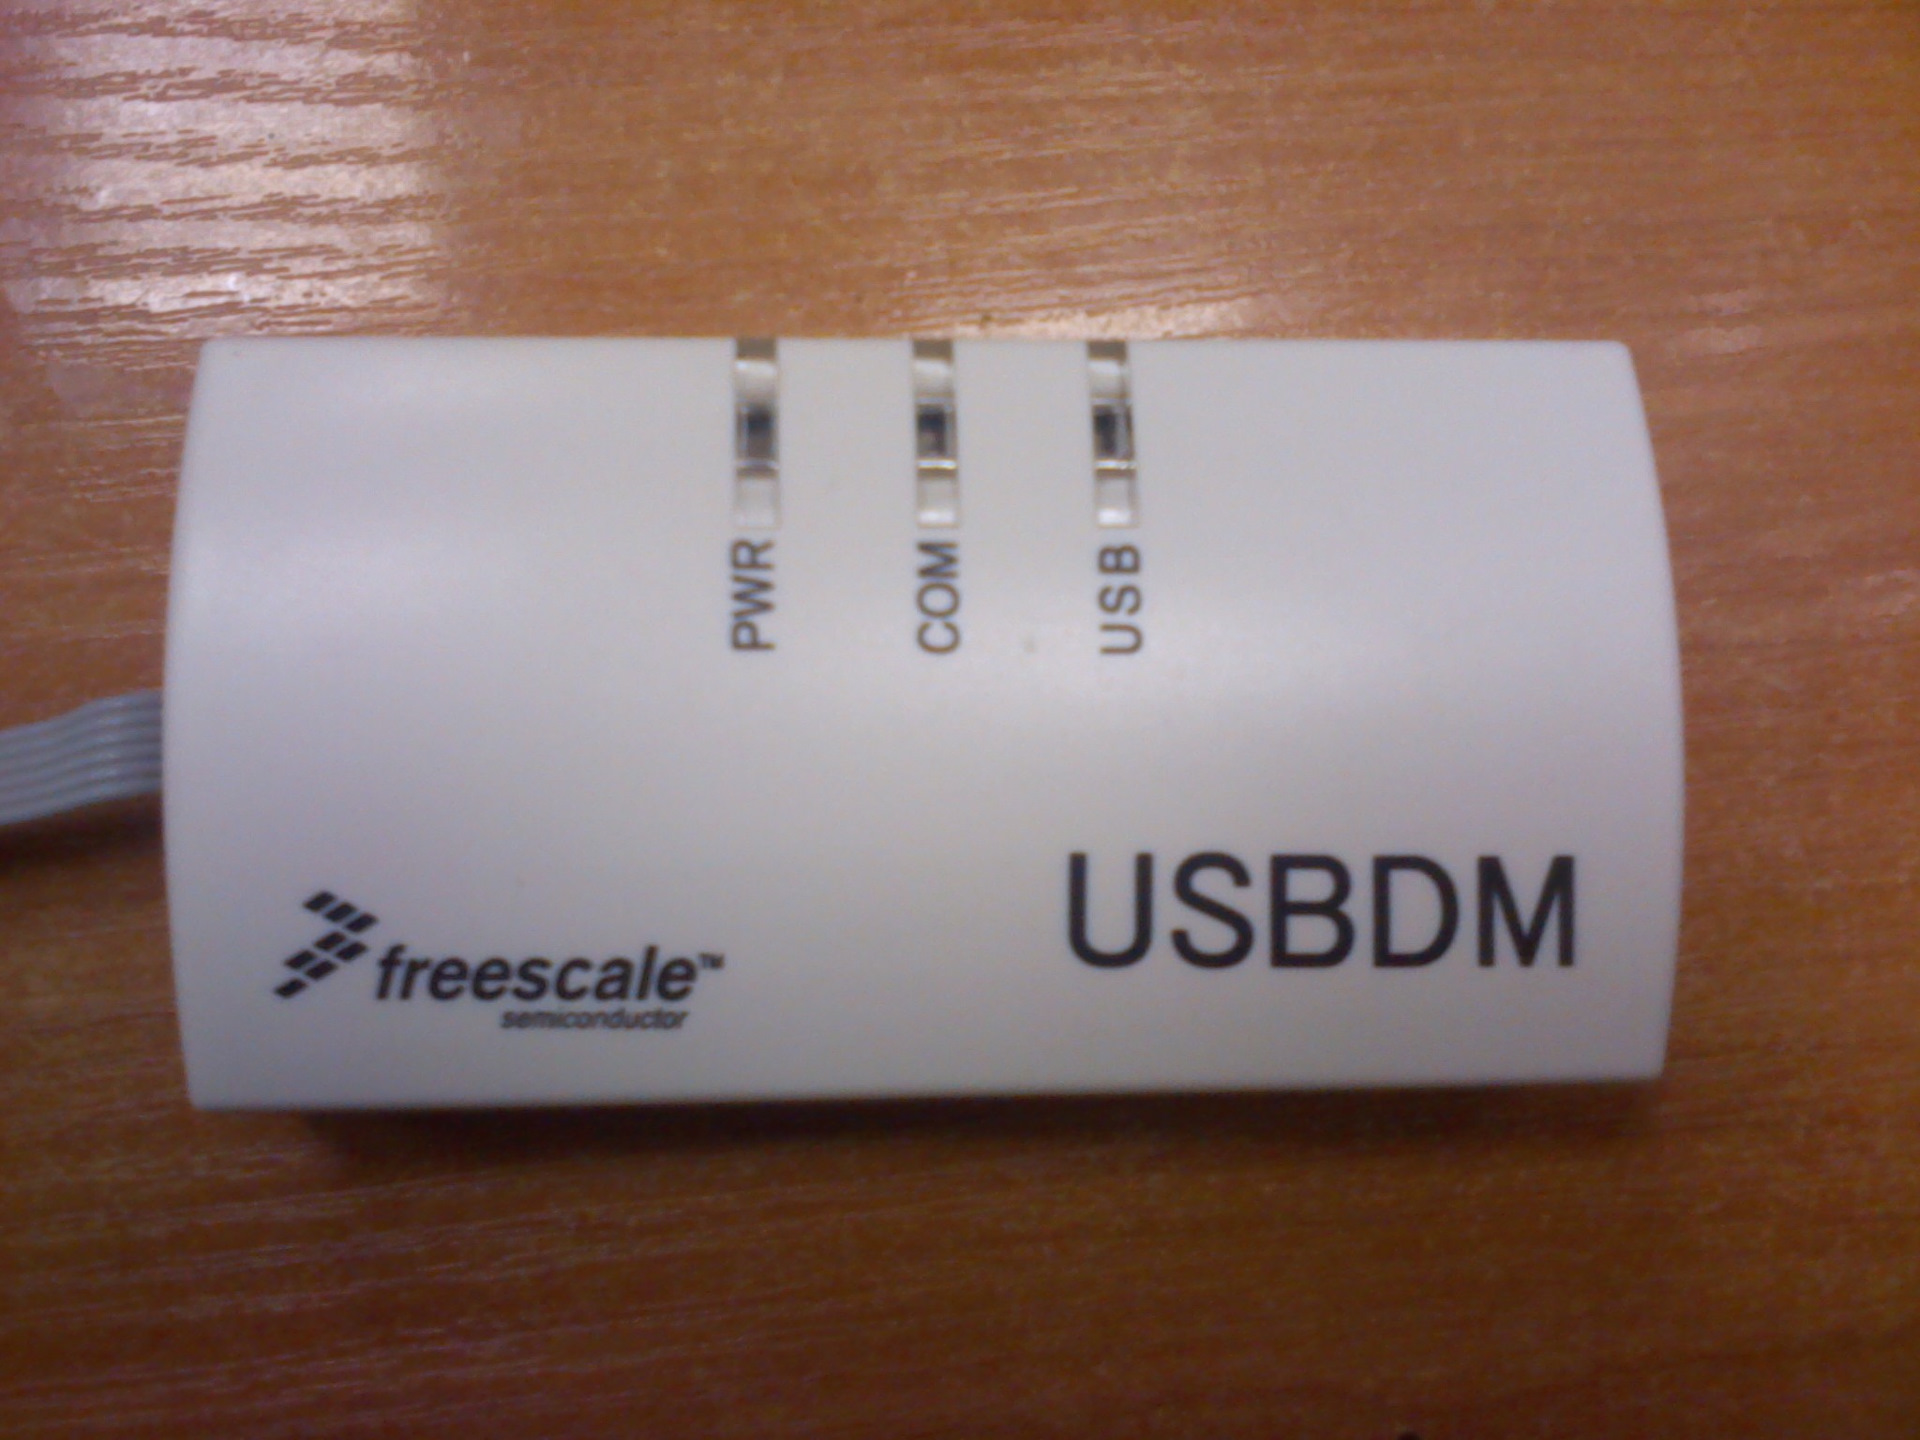 PWR
COM
USB
freescale™
semiconductor
USBDM